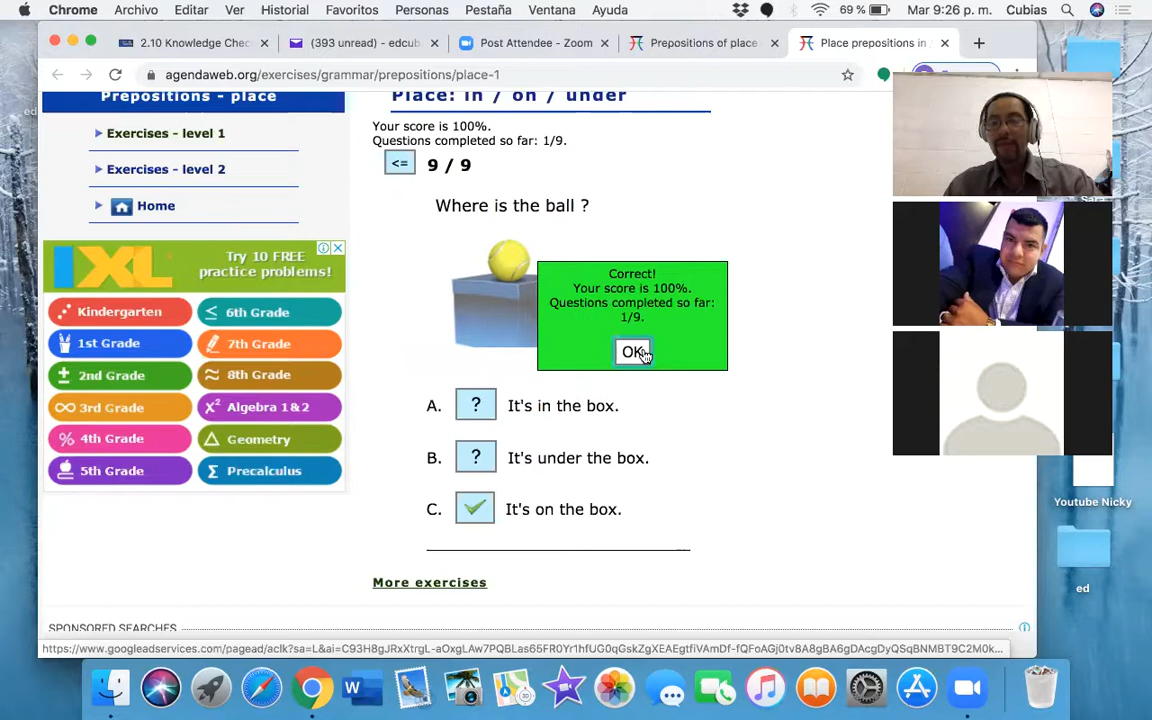 Chrome Archivo Editar Ver Historial Favoritos Personas Pestaña Ventana Ayuda 69 % Mar 9:26 p. m. Cubias
2.10 Knowledge Chec
(393 unread) - edcub
Post Attendee - Zoom
Prepositions of place
Place prepositions in
agendaweb.org/exercises/grammar/prepositions/place-1
Prepositions - place
Exercises - level 1
Exercises - level 2
Home
IXL
Try 10 FREE
practice problems!
Kindergarten
6th Grade
1st Grade
7th Grade
2nd Grade
8th Grade
3rd Grade
Algebra 1&2
4th Grade
Geometry
5th Grade
Precalculus
Place: in / on / under
Your score is 100%.
Questions completed so far: 1/9.
<= 9 / 9
Where is the ball ?
Correct!
Your score is 100%.
Questions completed so far:
1/9.
OK
A. ? It's in the box.
B. ? It's under the box.
C. It's on the box.
More exercises
SPONSORED SEARCHES
Youtube Nicky
ed